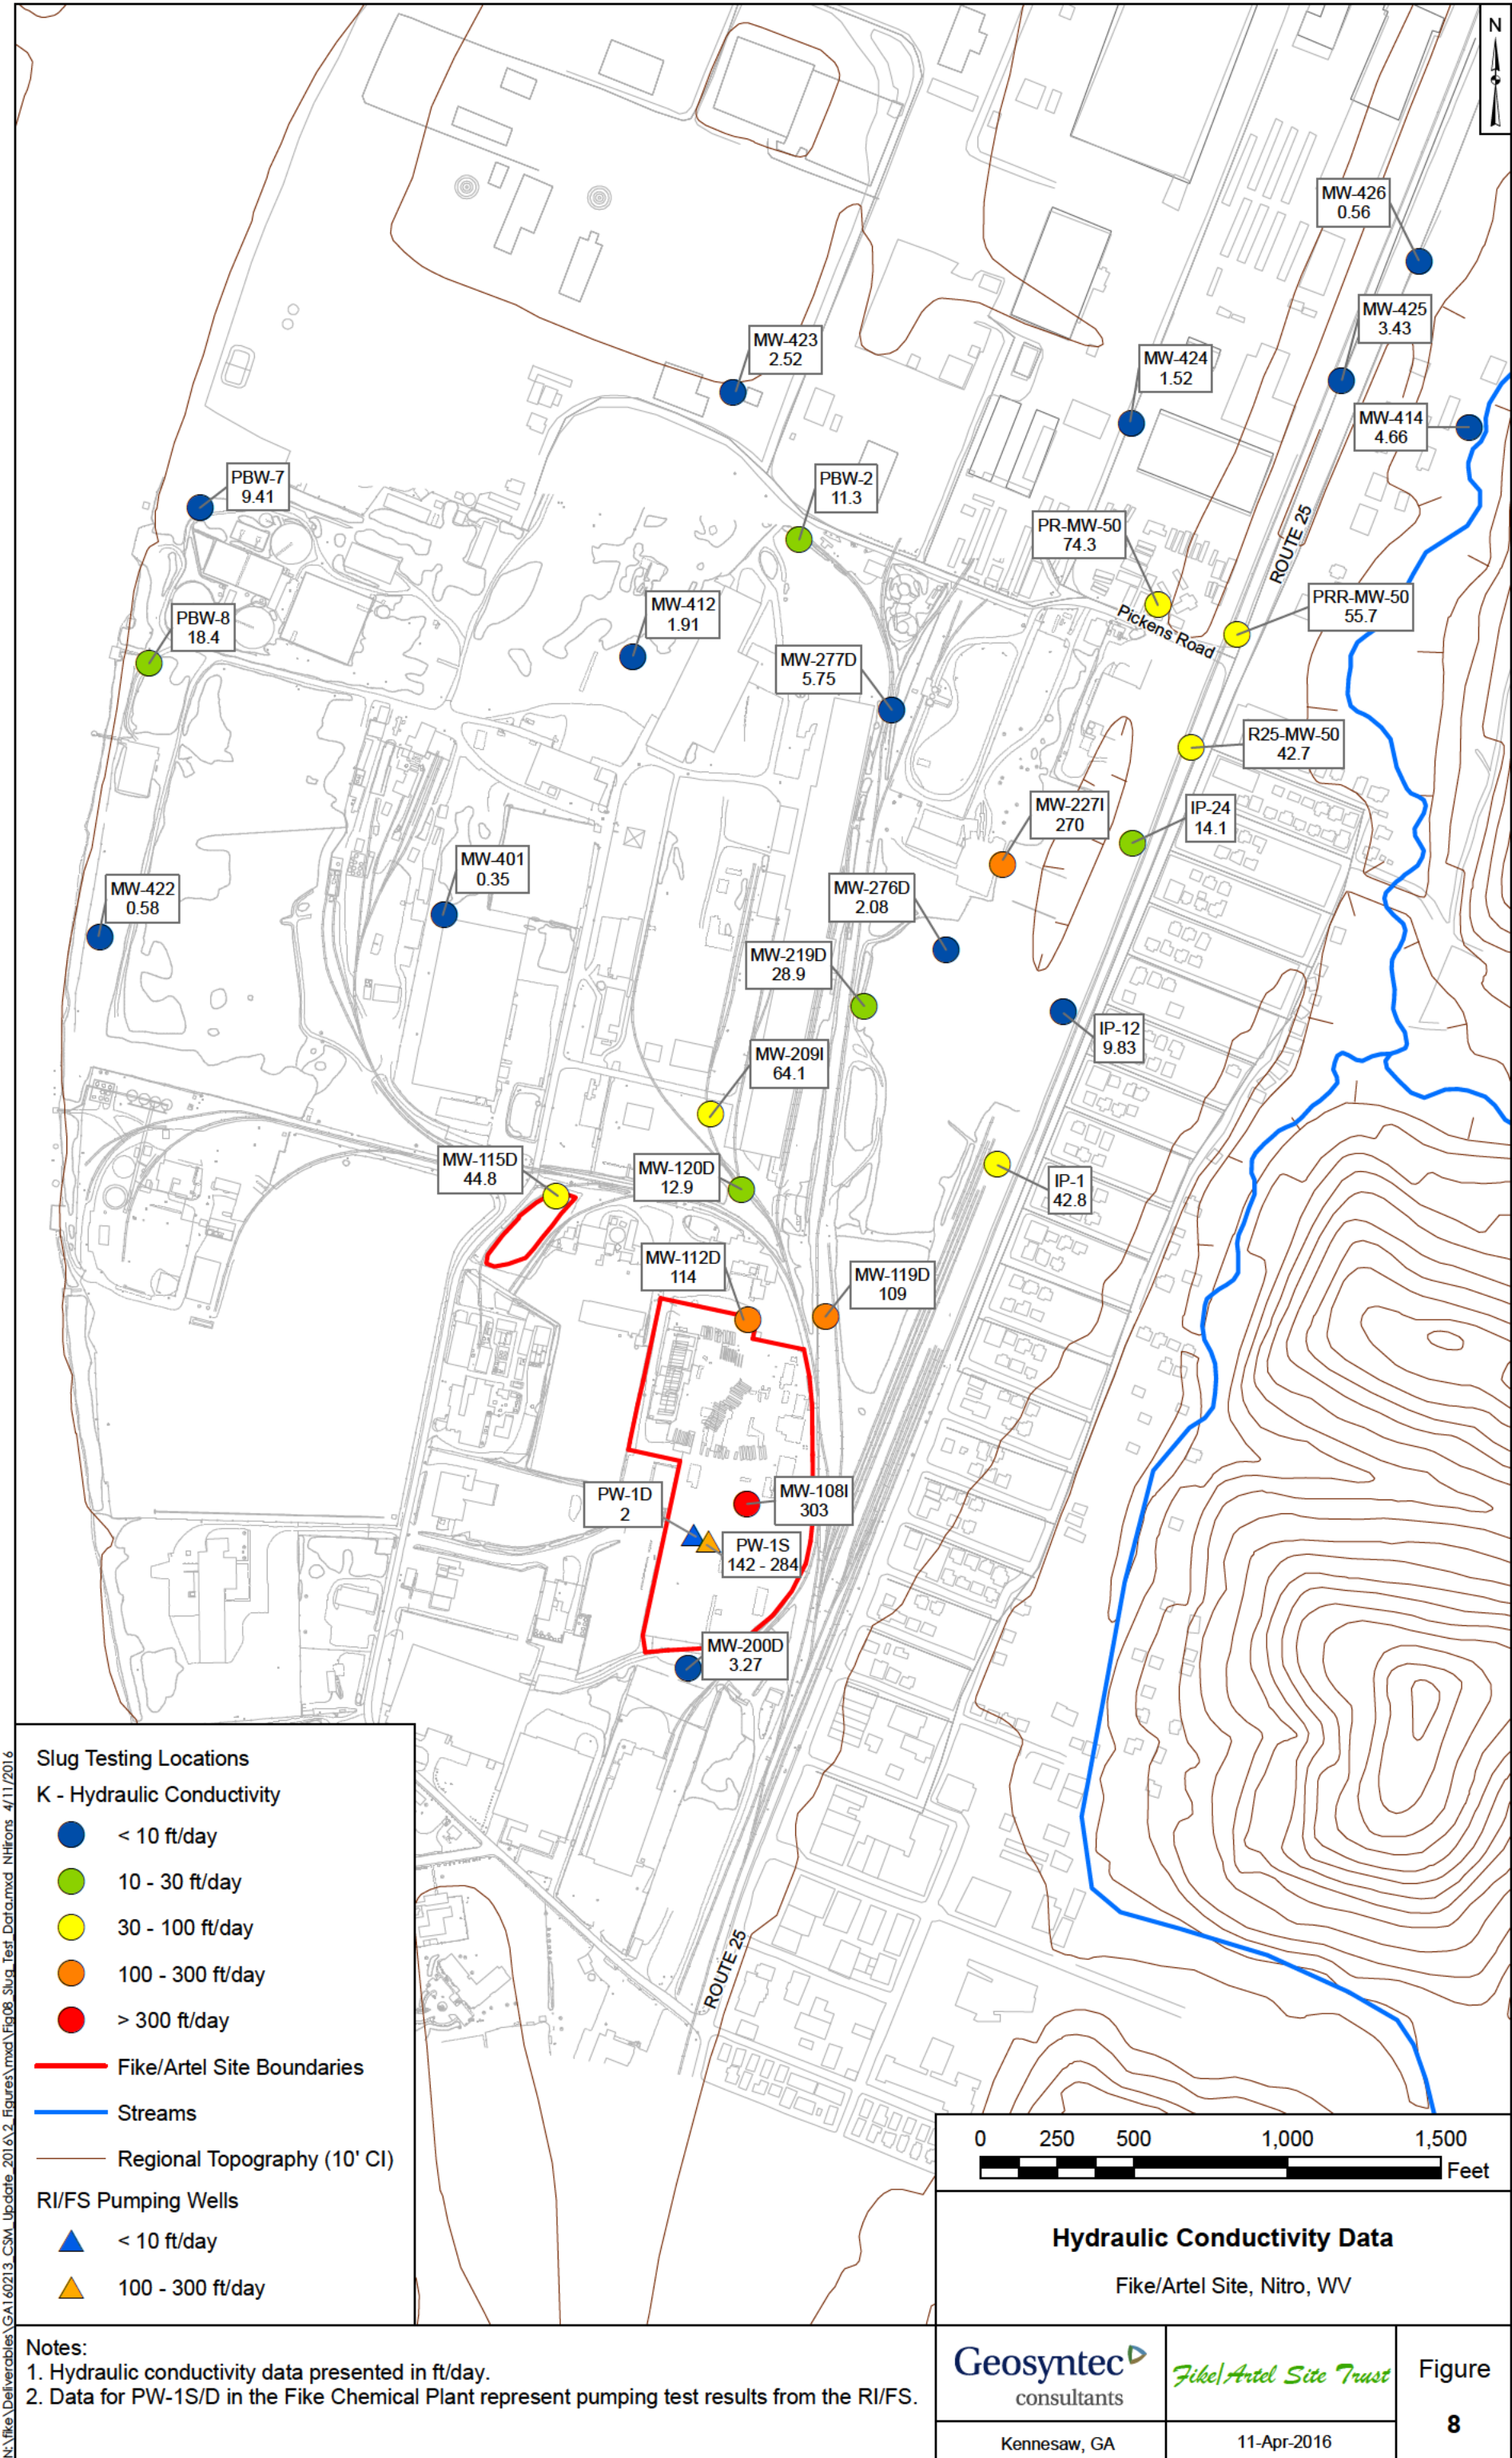 N
MW-426
0.56
MW-425
3.43
MW-423
2.52
MW-424
1.52
MW-414
4.66
PBW-7
9.41
PBW-2
11.3
PR-MW-50
74.3
ROUTE 25
PRR-MW-50
55.7
Pickens Road
PBW-8
18.4
MW-412
1.91
MW-277D
5.75
R25-MW-50
42.7
MW-227I
270
IP-24
14.1
MW-401
0.35
MW-422
0.58
MW-276D
2.08
MW-219D
28.9
IP-12
9.83
MW-209I
64.1
MW-115D
44.8
MW-120D
12.9
IP-1
42.8
MW-112D
114
MW-119D
109
PW-1D
2
MW-108I
303
PW-1S
142 - 284
MW-200D
3.27
ROUTE 25
Slug Testing Locations
K - Hydraulic Conductivity
< 10 ft/day
10 - 30 ft/day
30 - 100 ft/day
100 - 300 ft/day
> 300 ft/day
Fike/Artel Site Boundaries
Streams
Regional Topography (10' CI)
RI/FS Pumping Wells
< 10 ft/day
100 - 300 ft/day
0 250 500 1,000 1,500
Feet
Hydraulic Conductivity Data
Fike/Artel Site, Nitro, WV
Notes:
1. Hydraulic conductivity data presented in ft/day.
2. Data for PW-1S/D in the Fike Chemical Plant represent pumping test results from the RI/FS.
Geosyntec
consultants
Kennesaw, GA
Fike/Artel Site Trust
11-Apr-2016
Figure
8
N:\fike\Deliverables\GA160213_CSM_Update_2016\2_Figures\mxd\Fig08_Slug_Test_Data.mxd NHirons 4/11/2016